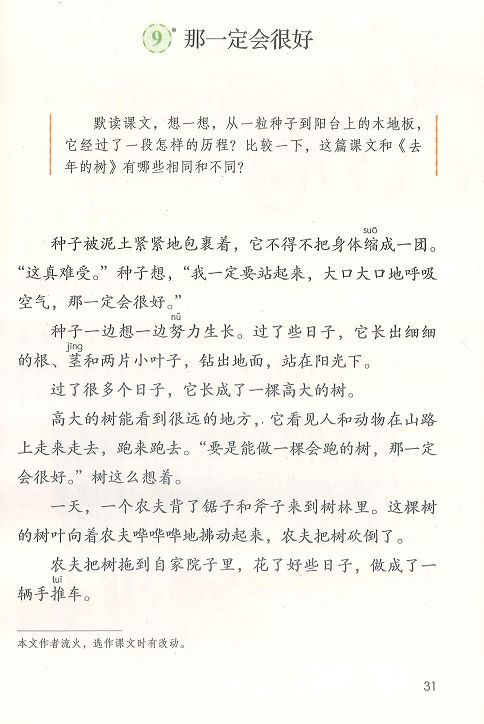 9* 那一定会很好
默读课文，想一想，从一粒种子到阳台上的木地板，
它经过了一段怎样的历程？比较一下，这篇课文和《去
年的树》有哪些相同和不同？
suō
种子被泥土紧紧地包裹着，它不得不把身体缩成一团。
“这真难受。”种子想，“我一定要站起来，大口大口地呼吸
空气，那一定会很好。”
nǔ
种子一边想一边努力生长。过了些日子，它长出细细
jīng
的根、茎和两片小叶子，钻出地面，站在阳光下。
过了很多个日子，它长成了一棵高大的树。
高大的树能看到很远的地方，它看见人和动物在山路
上走来走去，跑来跑去。“要是能做一棵会跑的树，那一定
会很好。”树这么想着。
一天，一个农夫背了锯子和斧子来到树林里。这棵树
的树叶向着农夫哗哗哗地拂动起来，农夫把树砍倒了。
农夫把树拖到自家院子里，花了好些日子，做成了一
tuī
辆手推车。
本文作者流火，选作课文时有改动。
31